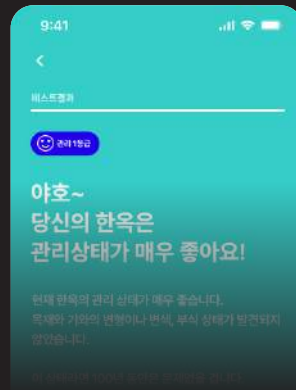 9:41
테스트결과
관리 1등급
야호~
당신의 한옥은
관리상태가 매우 좋아요!
현재 한옥의 관리 상태가 매우 좋습니다.
목재와 기와의 변형이나 변색, 부식 상태가 발견되지
않았습니다.